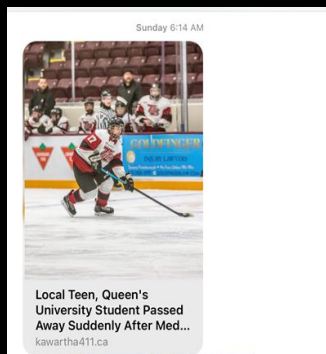 Sunday 6:14 AM
GOLDFINGER
INJURY LAWYERS
Local Teen, Queen's
University Student Passed
Away Suddenly After Med...
kawartha411.ca